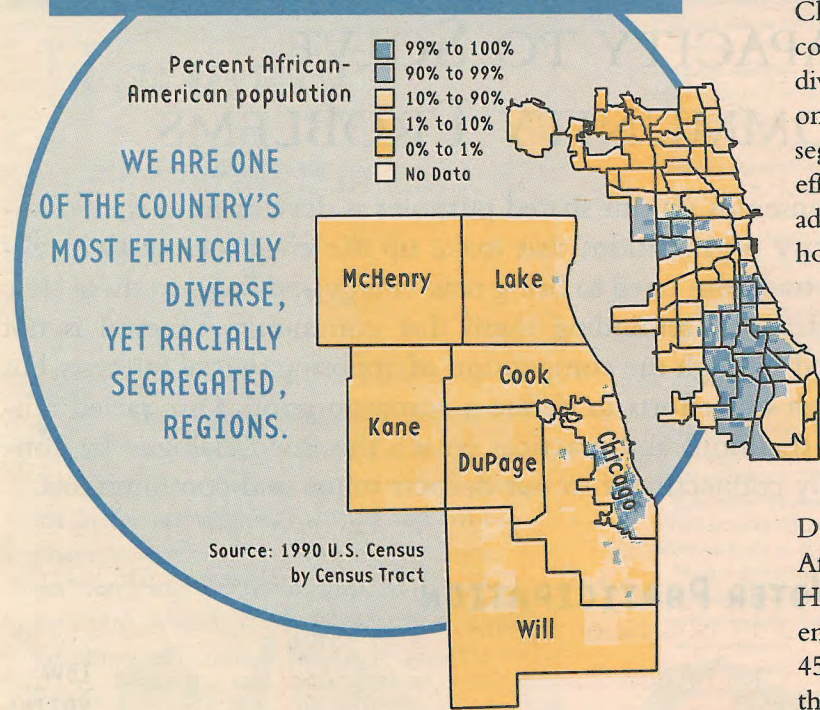 Percent African-
American population
99% to 100%
90% to 99%
10% to 90%
1% to 10%
0% to 1%
No Data
WE ARE ONE
OF THE COUNTRY'S
MOST ETHNICALLY
DIVERSE,
YET RACIALLY
SEGREGATED,
REGIONS.
McHenry
Lake
Cook
Kane
DuPage
Chicago
Will
Source: 1990 U.S. Census
by Census Tract